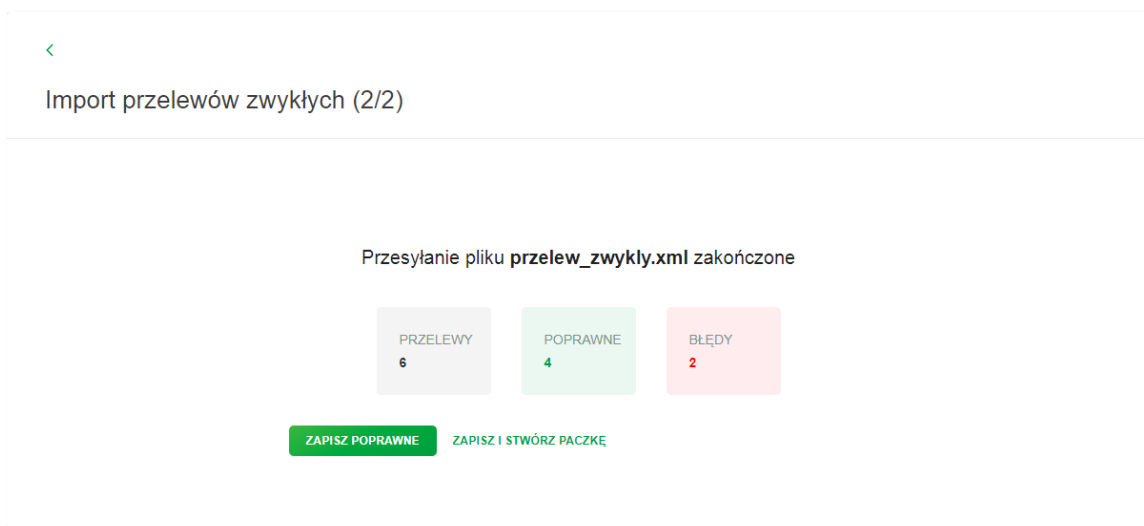 Import przelewów zwykłych (2/2)
Przesyłanie pliku przelew_zwykly.xml zakończone
PRZELEWY
6
POPRAWNE
4
BŁĘDY
2
ZAPISZ POPRAWNE
ZAPISZ I STWÓRZ PACZKĘ